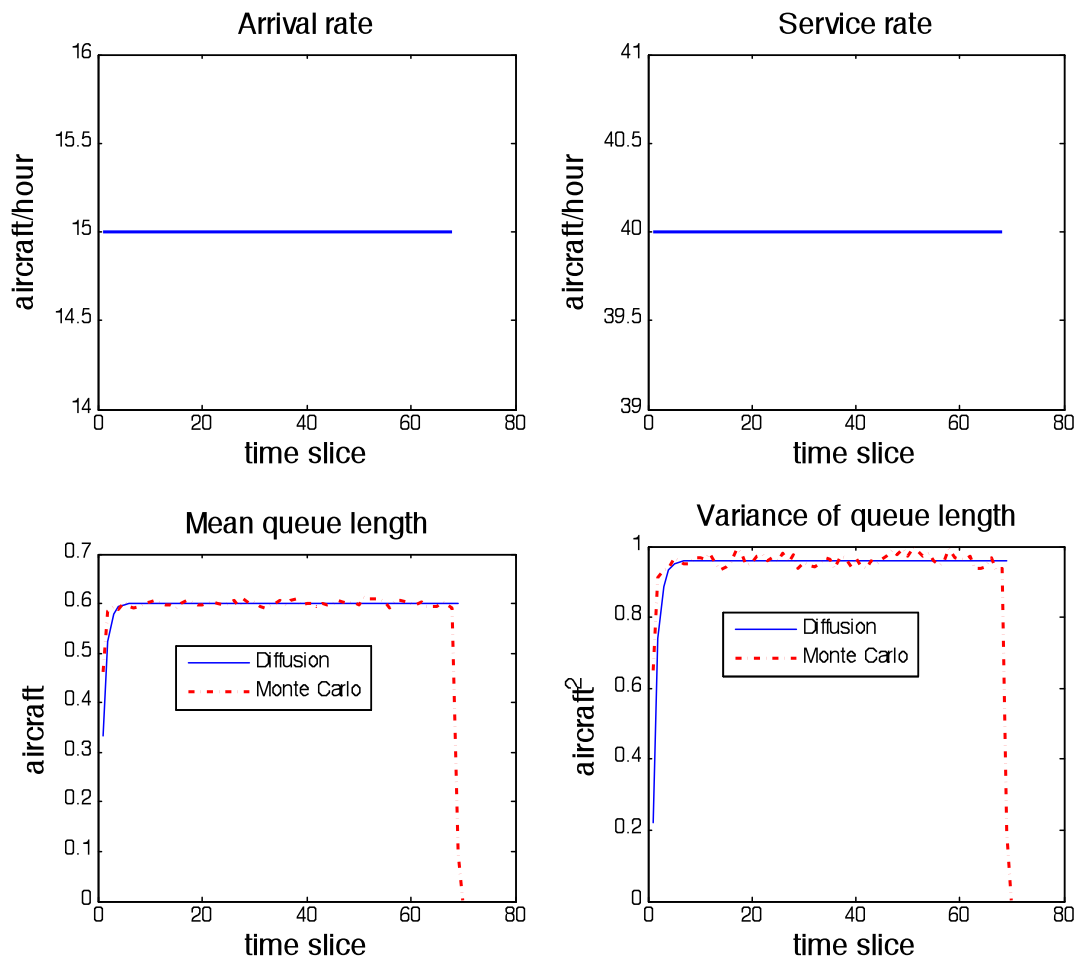 Arrival rate
16
15.5
15
14.5
14
aircraft/hour
0 20 40 60 80
time slice
Service rate
41
40.5
40
39.5
39
aircraft/hour
0 20 40 60 80
time slice
Mean queue length
0.7
0.6
0.5
0.4
0.3
0.2
0.1
0
aircraft
Diffusion
Monte Carlo
0 20 40 60 80
time slice
Variance of queue length
1
0.8
0.6
0.4
0.2
0
aircraft²
Diffusion
Monte Carlo
0 20 40 60 80
time slice